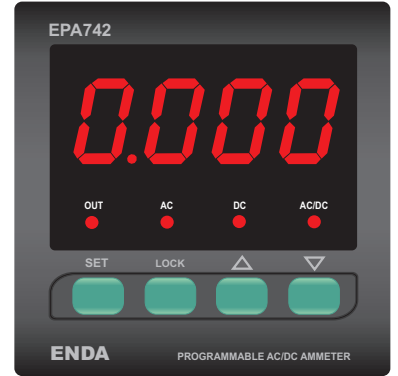 EPA742
0.000
OUT AC DC AC/DC
SET LOCK
ENDA PROGRAMMABLE AC/DC AMMETER